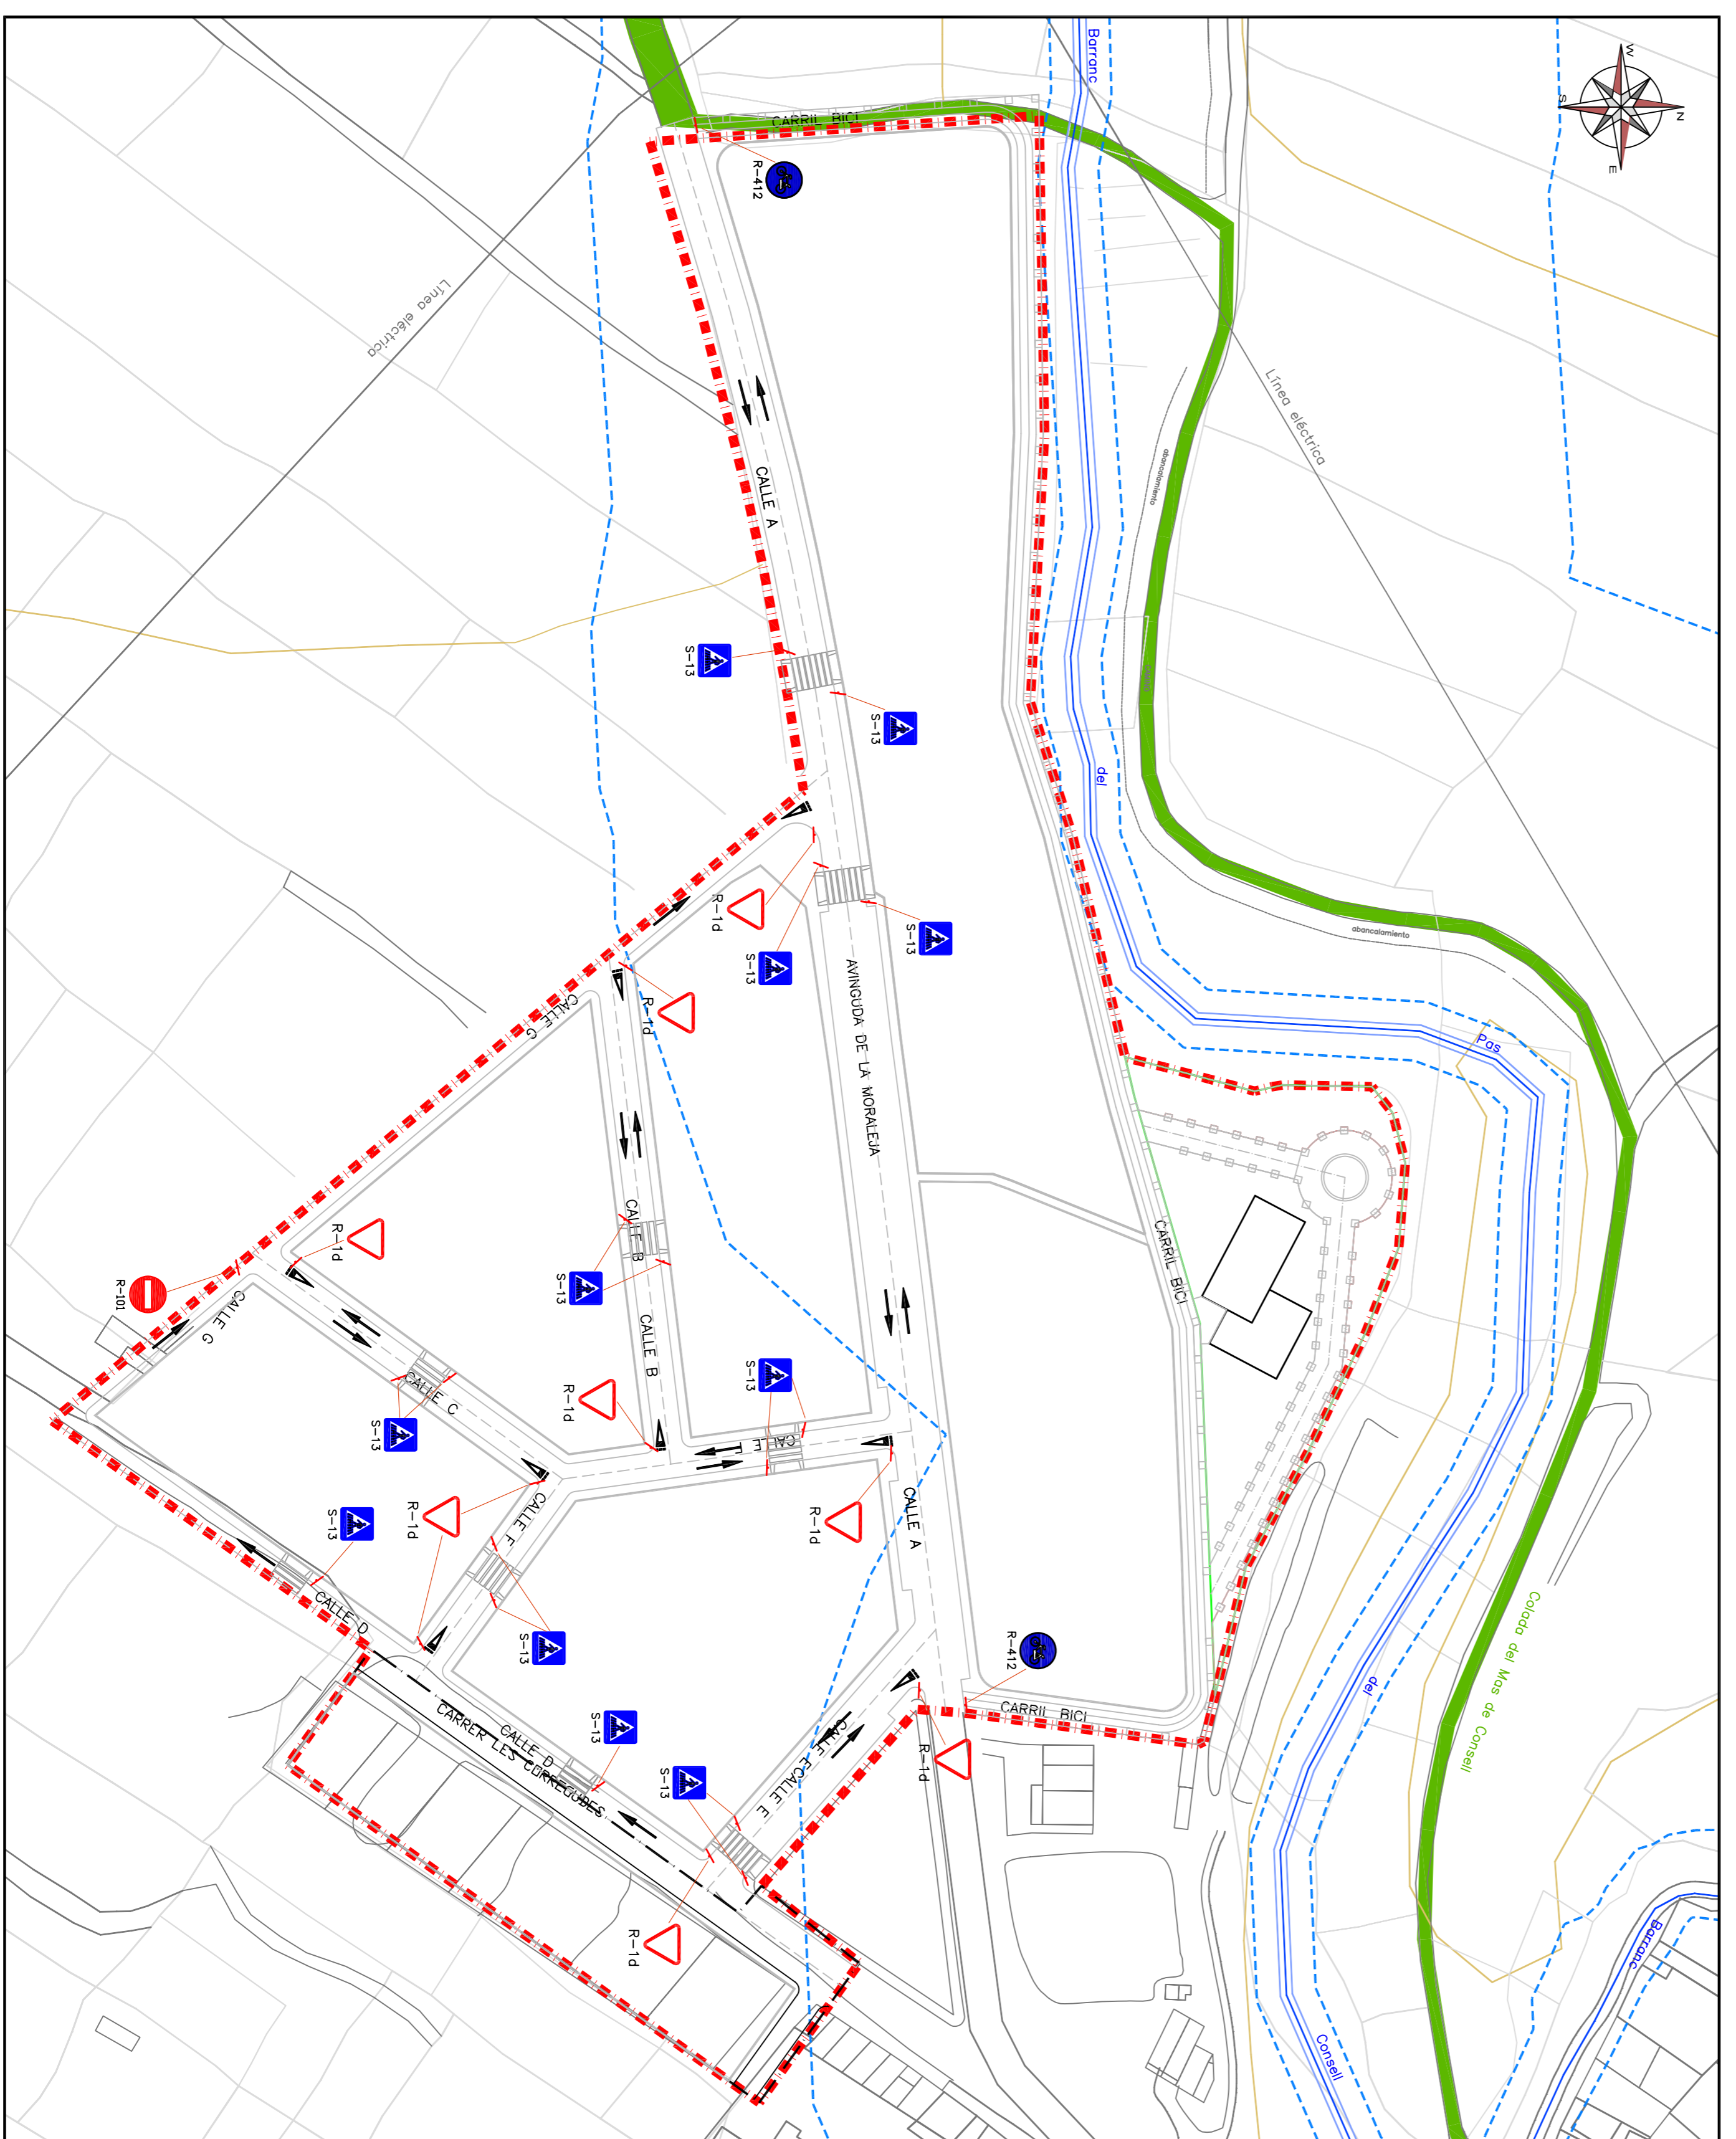 W
N
S
E
Barranc
CARRIL BICI
R-412
Línea eléctrica
Línea eléctrica
abancalamiento
CALLE A
camino
S-13
S-13
del
R-1d
S-13
S-13
abancalamiento
R-1d
CALLE G
AVINGUDA DE LA MORALEJA
Pas
CALLE B
CARRIL BICI
R-1d
S-13
R-101
CALLE G
CALLE B
S-13
CALLE C
S-13
R-1d
CALLE F
CALLE A
R-1d
R-1d
S-13
CALLE F
CALLE D
S-13
R-412
Colada del Mas de Consell
del
CARRIL BICI
CALLE D
CARRER LES CORREGUDES
S-13
S-13
CALLE E
CALLE E
R-1d
R-1d
Barranc
Consell